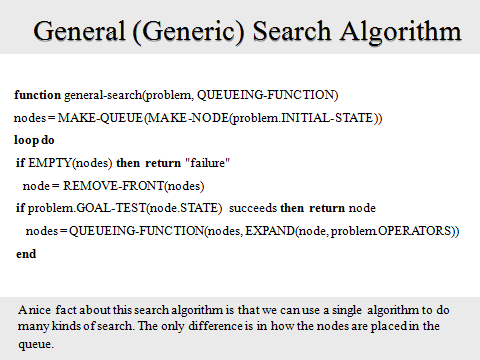 General (Generic) Search Algorithm
function general-search(problem, QUEUEING-FUNCTION)
nodes = MAKE-QUEUE(MAKE-NODE(problem.INITIAL-STATE))
loop do
if EMPTY(nodes) then return "failure"
node = REMOVE-FRONT(nodes)
if problem.GOAL-TEST(node.STATE) succeeds then return node
nodes = QUEUEING-FUNCTION(nodes, EXPAND(node, problem.OPERATORS))
end
A nice fact about this search algorithm is that we can use a single algorithm to do
many kinds of search. The only difference is in how the nodes are placed in the
queue.